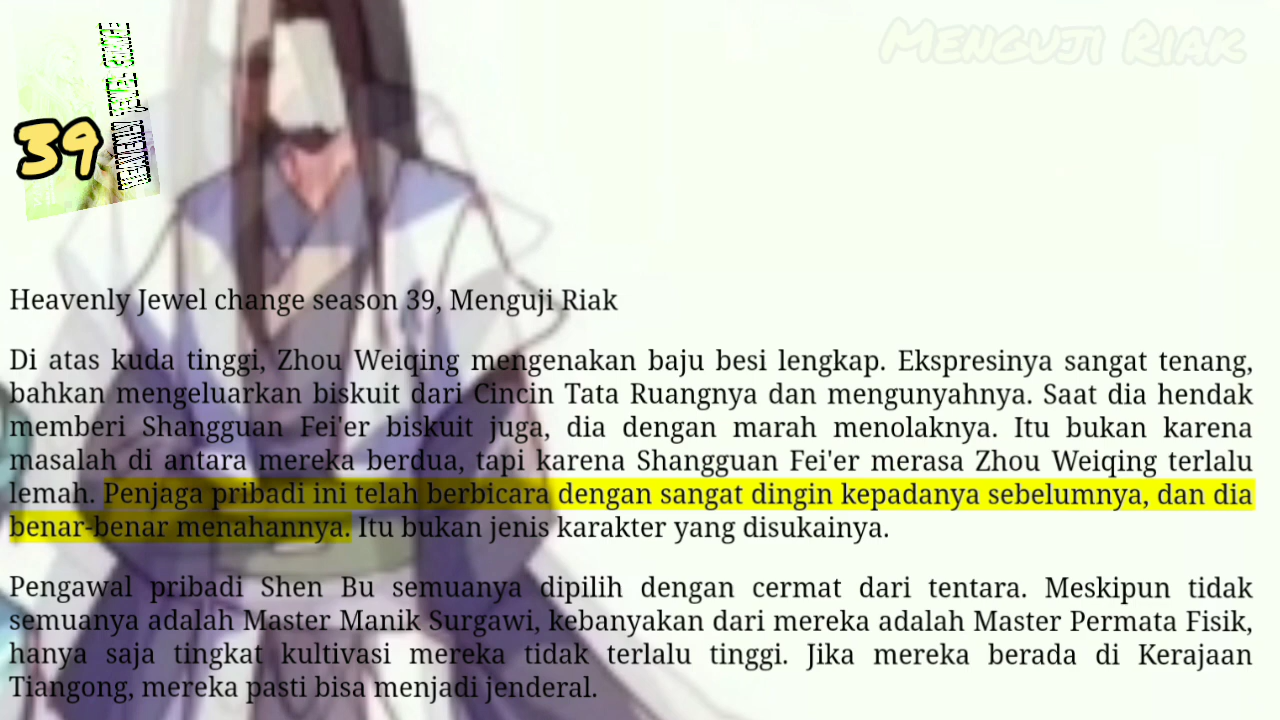 MENGUJI RIAK
39
Heavenly Jewel change season 39, Menguji Riak
Di atas kuda tinggi, Zhou Weiqing mengenakan baju besi lengkap. Ekspresinya sangat tenang,
bahkan mengeluarkan biskuit dari Cincin Tata Ruangnya dan mengunyahnya. Saat dia hendak
memberi Shangguan Fei'er biskuit juga, dia dengan marah menolaknya. Itu bukan karena
masalah di antara mereka berdua, tapi karena Shangguan Fei'er merasa Zhou Weiqing terlalu
lemah. Penjaga pribadi ini telah berbicara dengan sangat dingin kepadanya sebelumnya, dan dia
benar-benar menahannya. Itu bukan jenis karakter yang disukainya.
Pengawal pribadi Shen Bu semuanya dipilih dengan cermat dari tentara. Meskipun tidak
semuanya adalah Master Manik Surgawi, kebanyakan dari mereka adalah Master Permata Fisik,
hanya saja tingkat kultivasi mereka tidak terlalu tinggi. Jika mereka berada di Kerajaan
Tiangong, mereka pasti bisa menjadi jenderal.